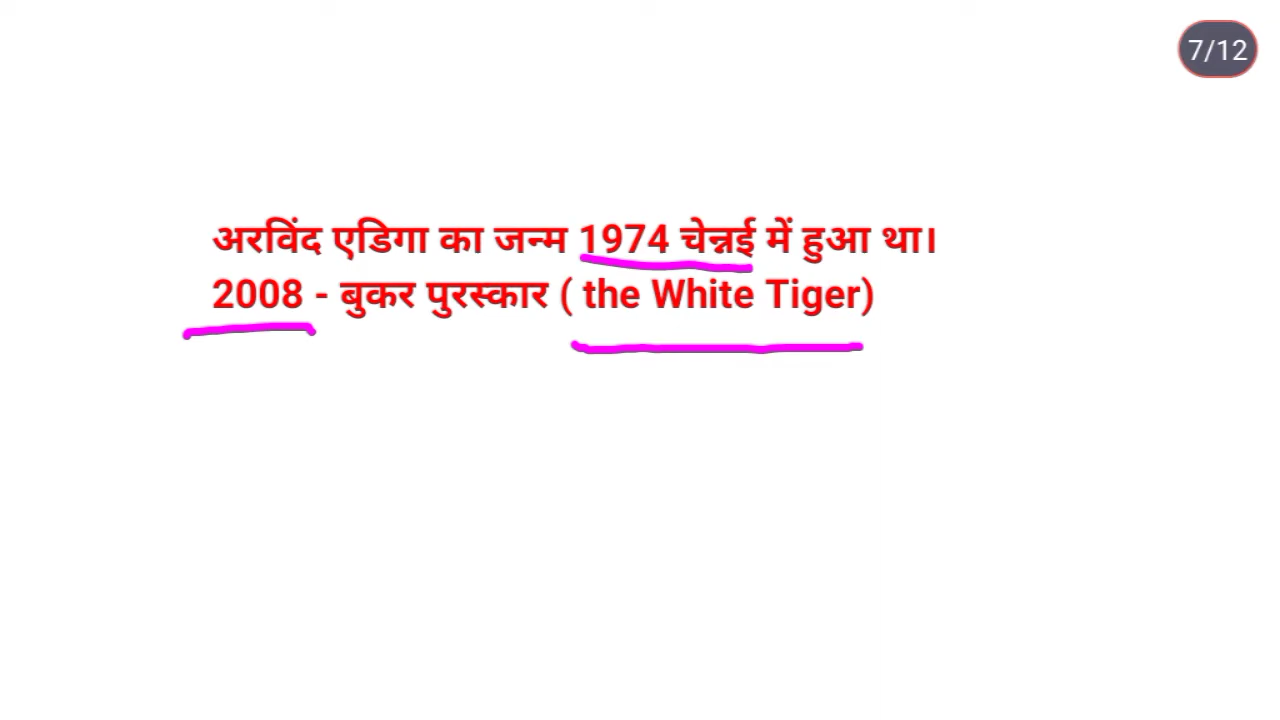 7/12
अरविंद एडिगा का जन्म 1974 चेन्नई में हुआ था।
2008 - बुकर पुरस्कार ( the White Tiger)